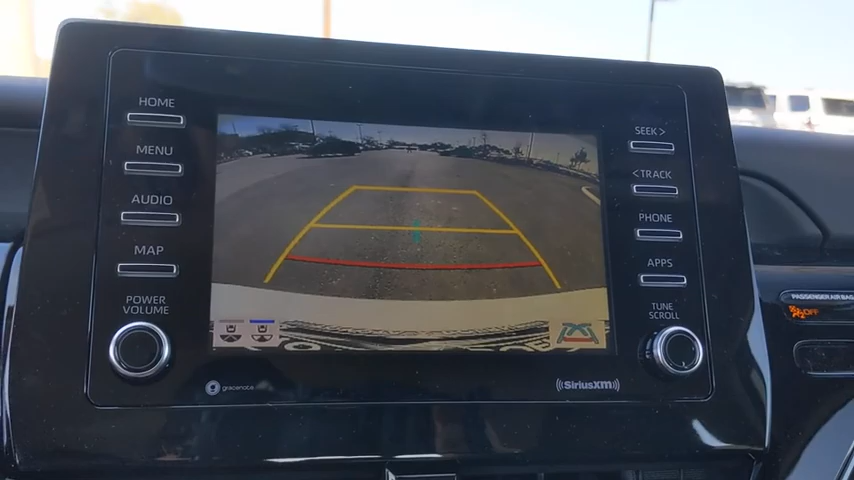 HOME
MENU
AUDIO
MAP
POWER
VOLUME
SEEK>
<TRACK
PHONE
APPS
TUNE
SCROLL
gracenote
((SiriusXM))
PASSENGER AIR BAG
OFF